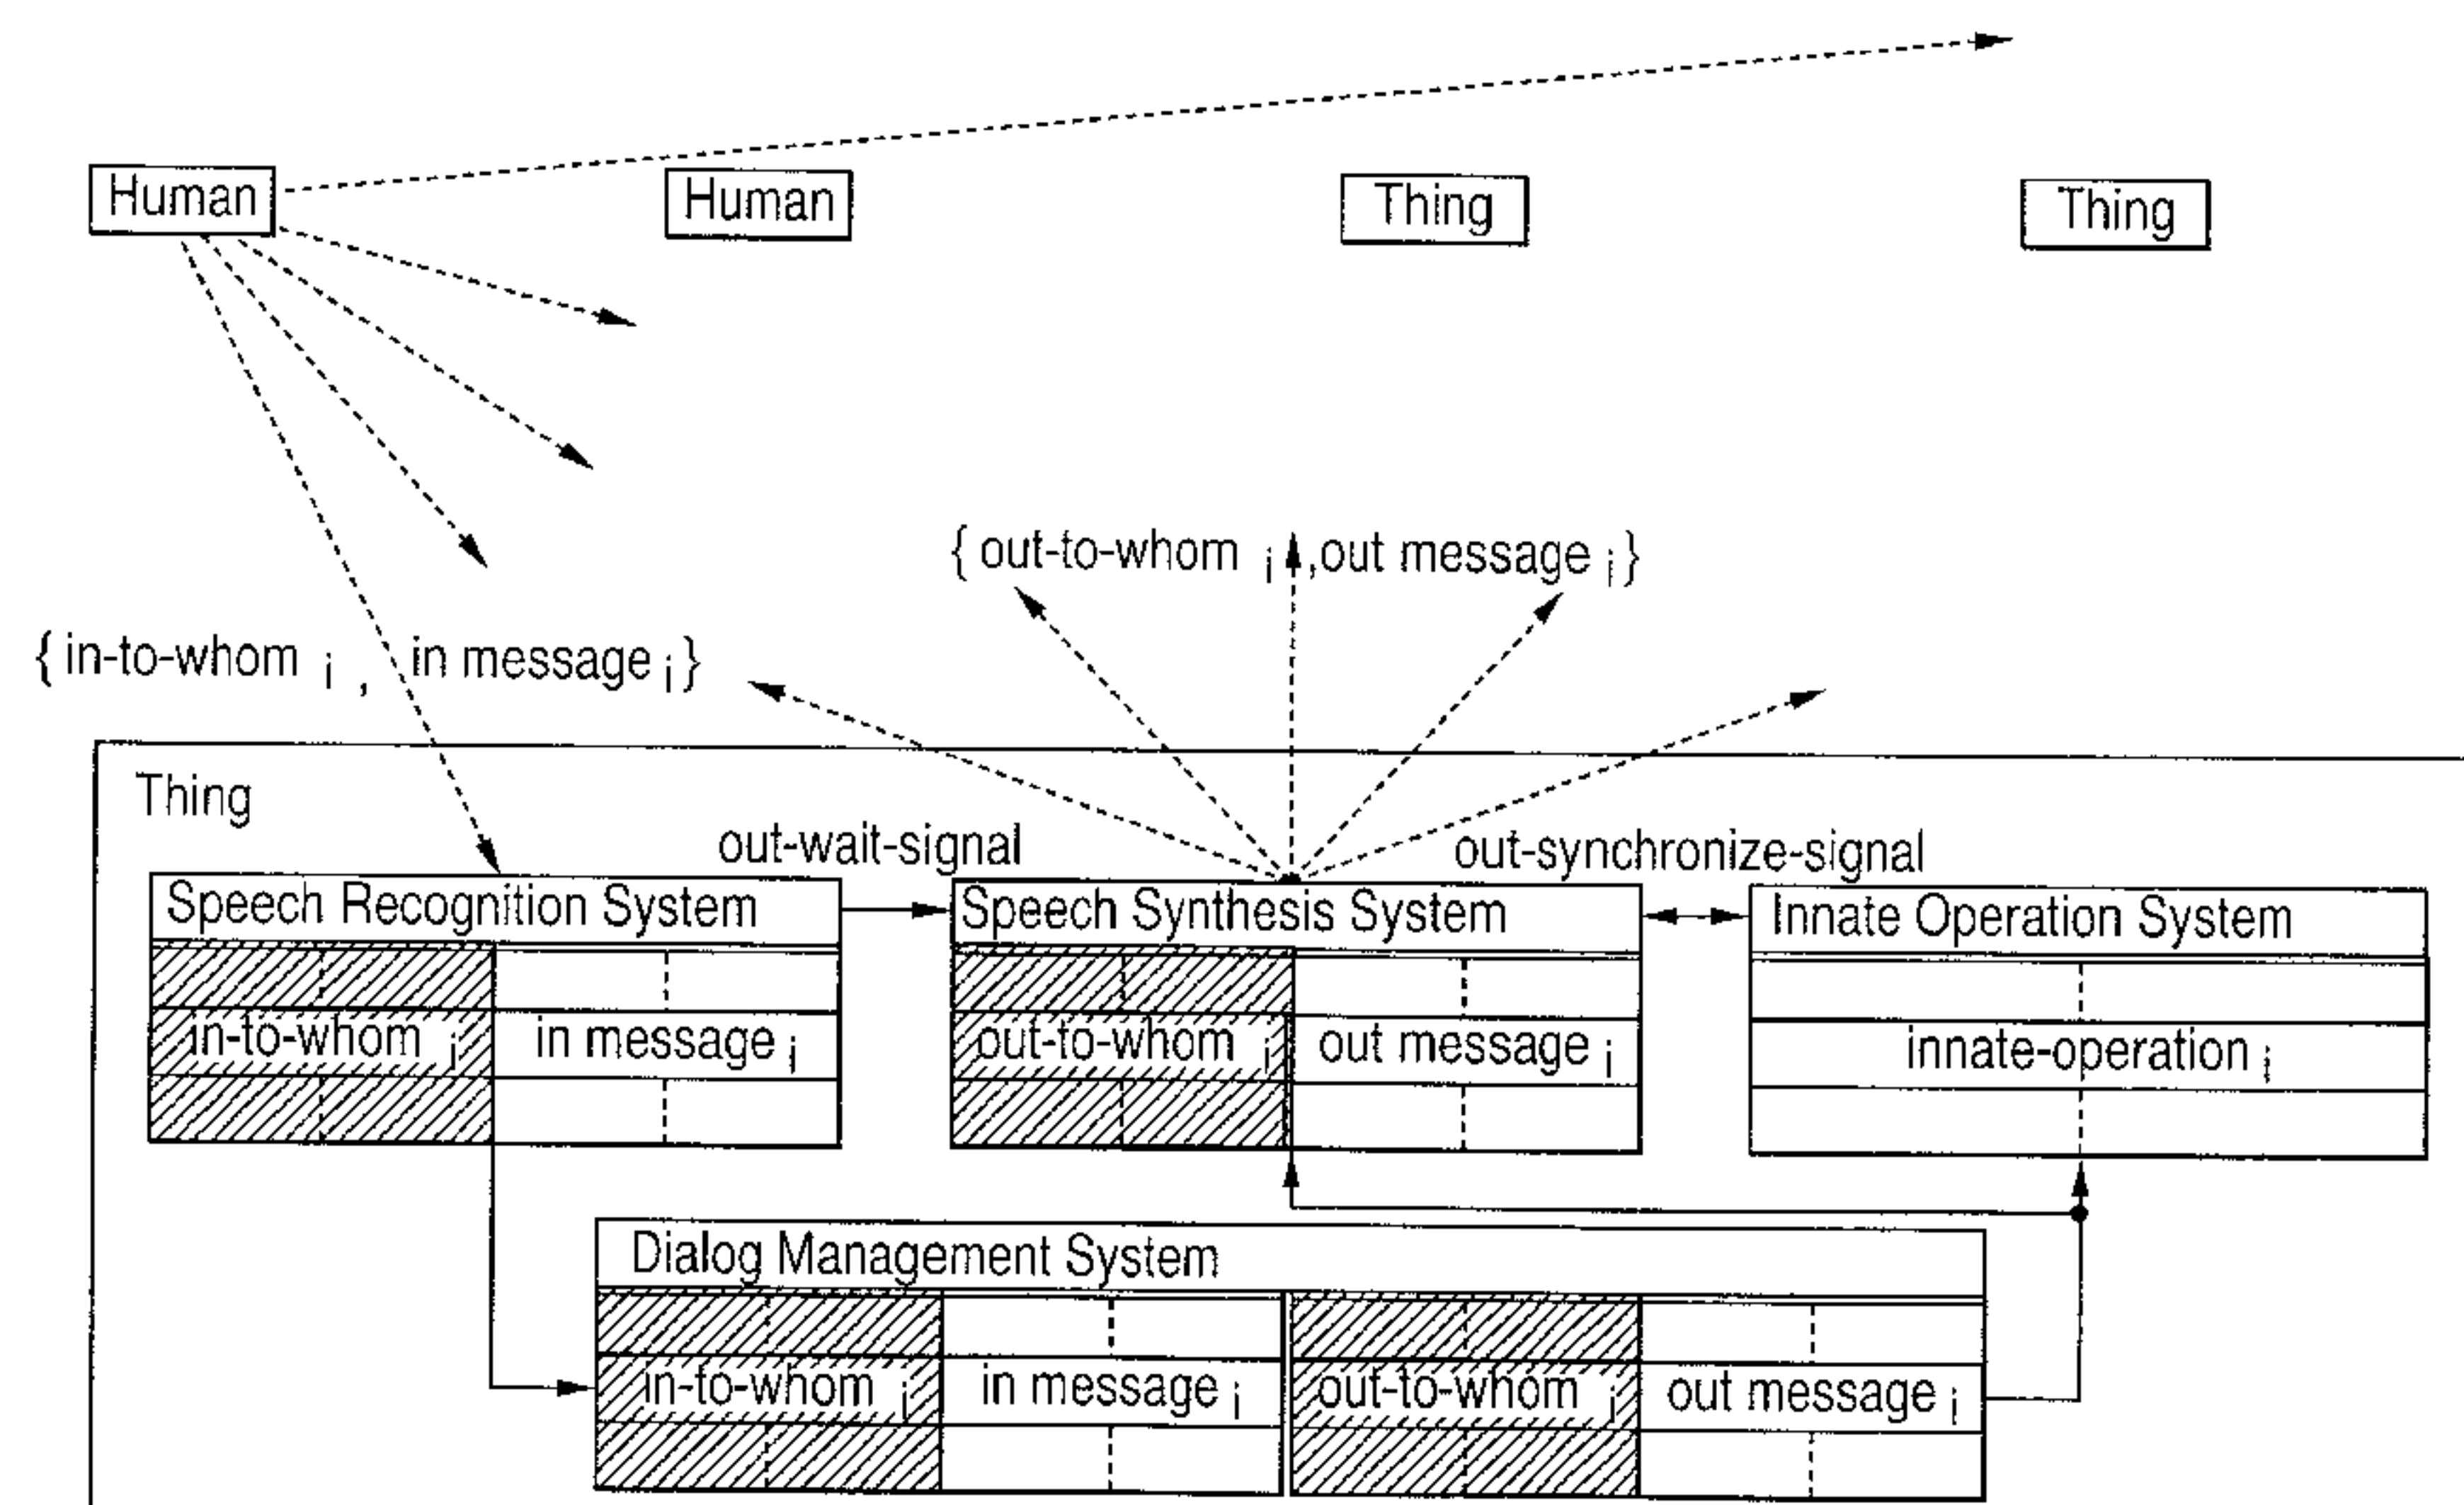 Human
Human
Thing
Thing
{ out-to-whom i ,out message i }
{ in-to-whom i , in message i }
Thing
out-wait-signal
out-synchronize-signal
Speech Recognition System
Speech Synthesis System
Innate Operation System
in-to-whom i
in message i
out-to-whom i
out message i
innate-operation i
Dialog Management System
in-to-whom i
in message i
out-to-whom i
out message i